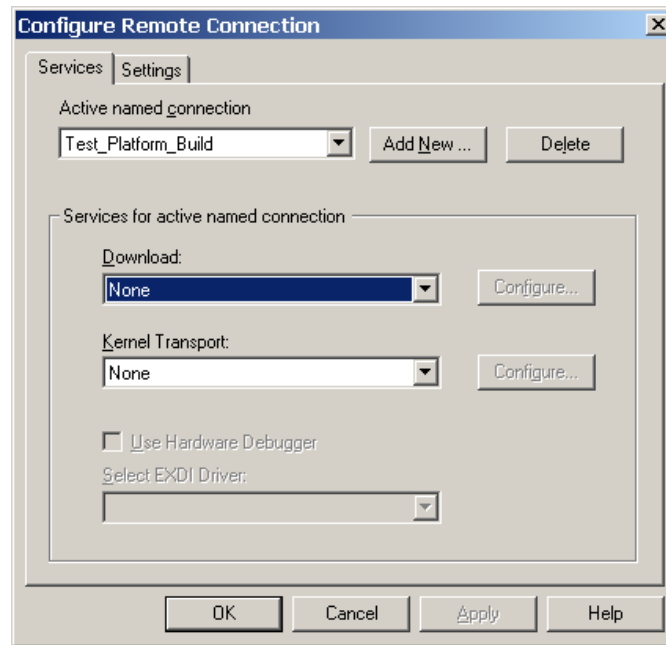 Configure Remote Connection
Services Settings
Active named connection
Test_Platform_Build Add New ... Delete
Services for active named connection
Download:
None Configure...
Kernel Transport:
None Configure...
Use Hardware Debugger
Select EXDI Driver:
OK Cancel Apply Help